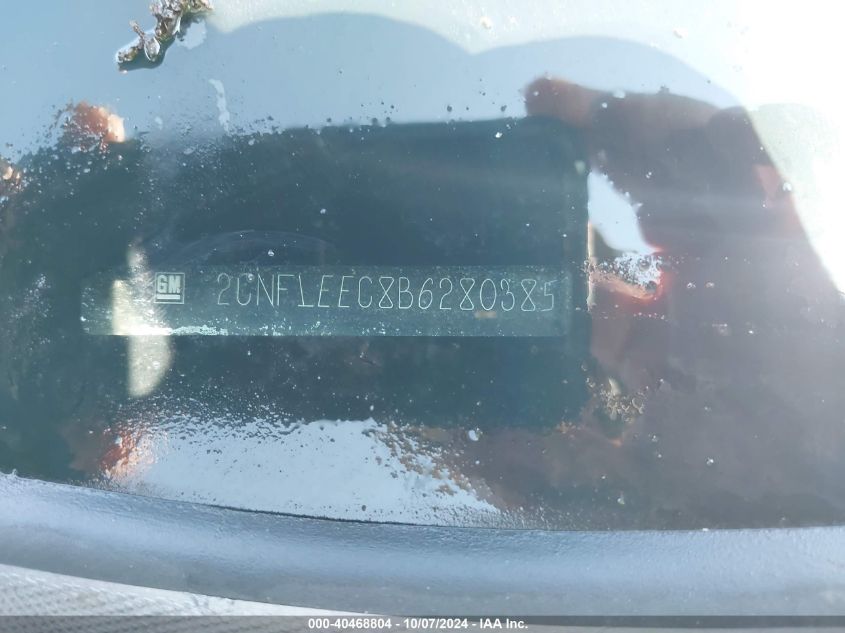 GM 2CNFLEEC8B6280385
000-40468804 - 10/07/2024 - IAA Inc.